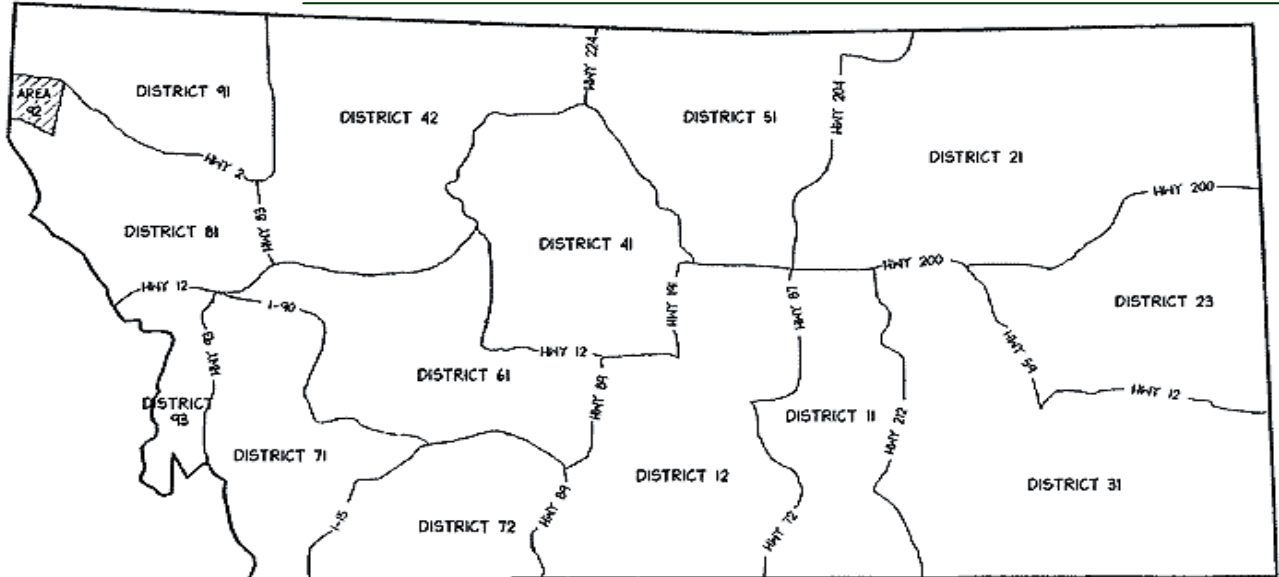 HWY 224
AREA
92
DISTRICT 91
DISTRICT 42
DISTRICT 51
HWY 204
DISTRICT 21
HWY 2
HWY 200
HWY 83
DISTRICT 81
DISTRICT 41
HWY 200
HWY 12
I-90
HWY 19
HWY 87
DISTRICT 23
HWY 93
HWY 12
HWY 59
DISTRICT 61
HWY 89
HWY 12
DISTRICT
93
DISTRICT 11
HWY 212
DISTRICT 71
DISTRICT 12
DISTRICT 31
I-15
DISTRICT 72
HWY 89
HWY 72